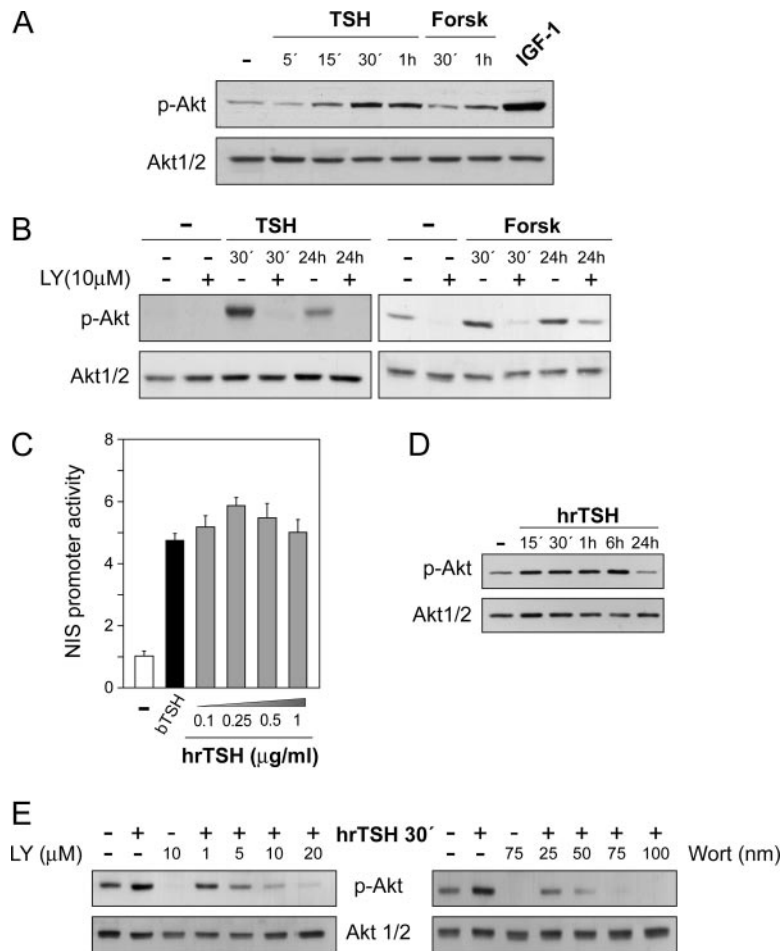 A
TSH Forsk IGF-1
– 5´ 15´ 30´ 1h 30´ 1h
p-Akt
Akt1/2
B
– TSH – Forsk
– – 30´ 30´ 24h 24h – – 30´ 30´ 24h 24h
LY(10μM) – + – + – + – + – + – +
p-Akt
Akt1/2
C
NIS promoter activity
8
6
4
2
0
– bTSH 0.1 0.25 0.5 1
hrTSH (μg/ml)
D
hrTSH
– 15´ 30´ 1h 6h 24h
p-Akt
Akt1/2
E
– + – + + + + hrTSH 30´ – + – + + + +
LY (μM) – – 10 1 5 10 20 – – 75 25 50 75 100 Wort (nm)
p-Akt
Akt 1/2